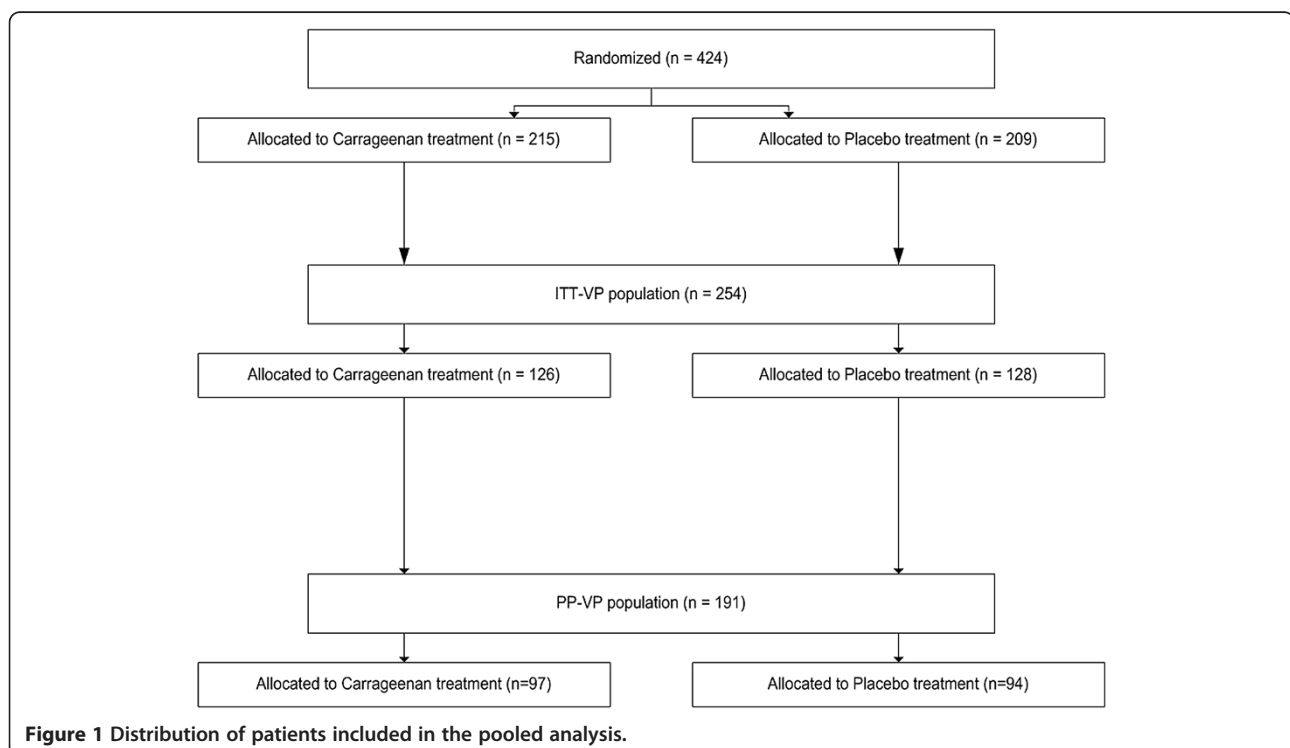 Randomized (n = 424)
Allocated to Carrageenan treatment (n = 215)
Allocated to Placebo treatment (n = 209)
ITT-VP population (n = 254)
Allocated to Carrageenan treatment (n = 126)
Allocated to Placebo treatment (n = 128)
PP-VP population (n = 191)
Allocated to Carrageenan treatment (n=97)
Allocated to Placebo treatment (n=94)
Figure 1 Distribution of patients included in the pooled analysis.